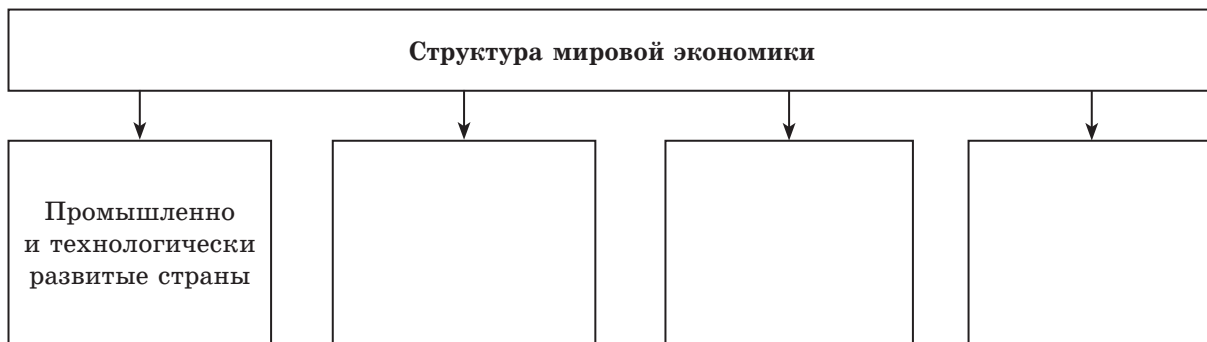 Структура мировой экономики
Промышленно
и технологически
развитые страны